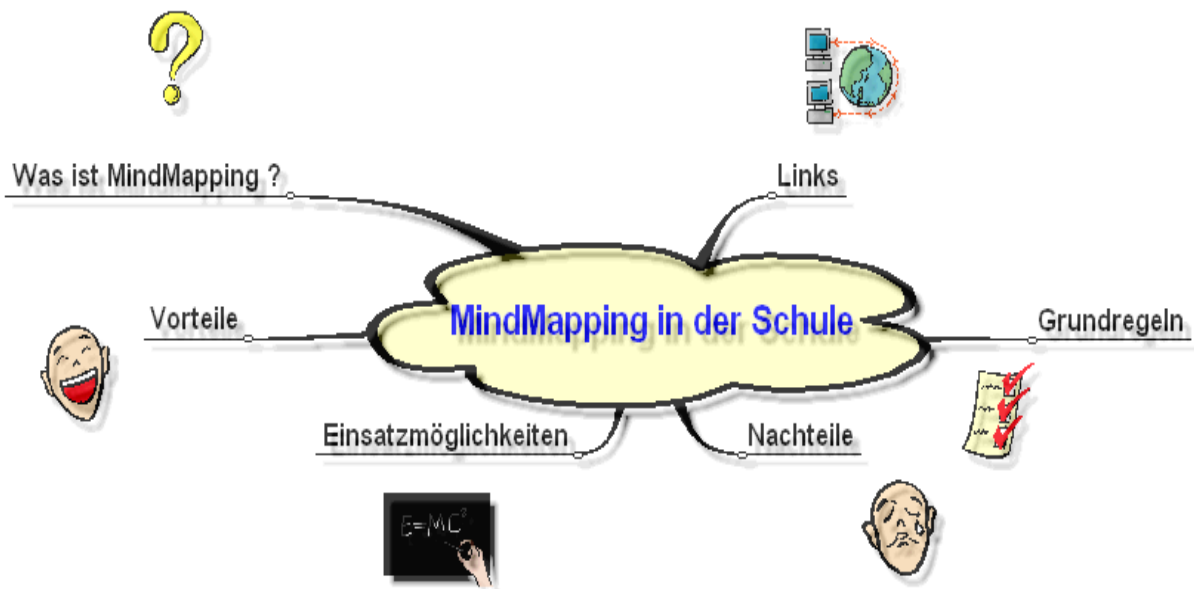 Was ist MindMapping ?
Links
Vorteile
MindMapping in der Schule
Grundregeln
Einsatzmöglichkeiten
Nachteile
E=MC²